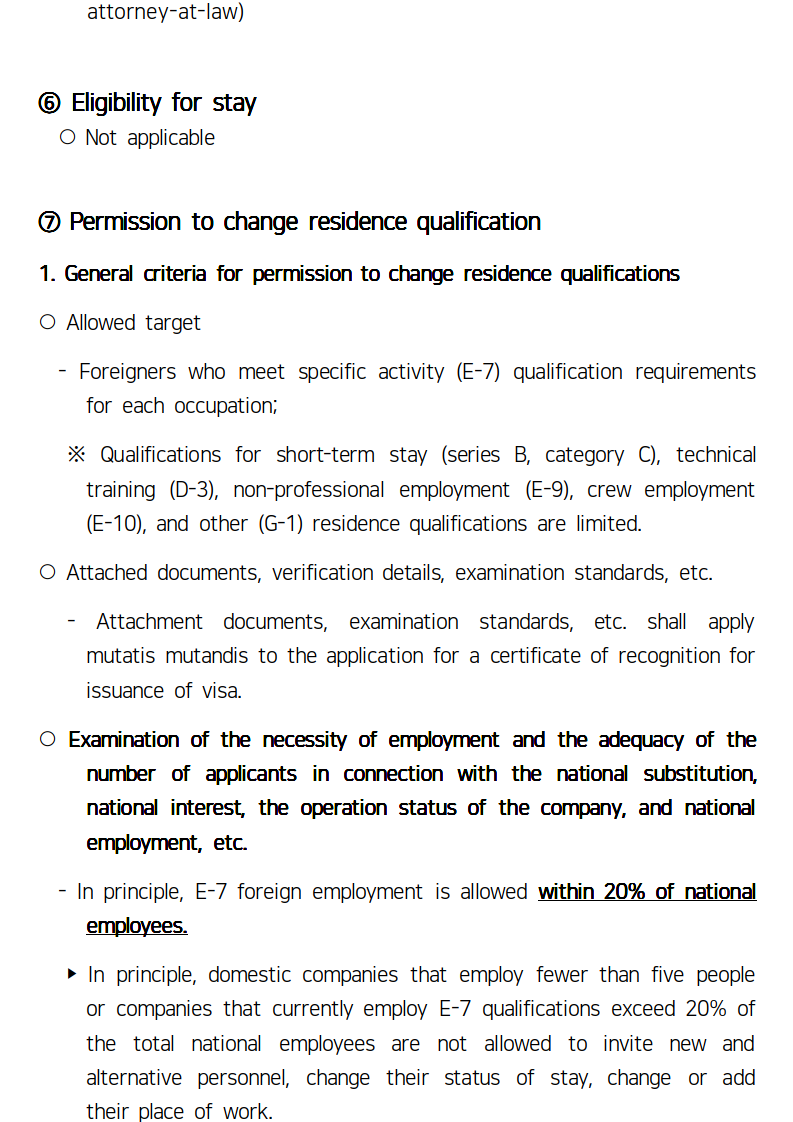 attorney-at-law)
⑥ Eligibility for stay
○ Not applicable
⑦ Permission to change residence qualification
1. General criteria for permission to change residence qualifications
○ Allowed target
- Foreigners who meet specific activity (E-7) qualification requirements
for each occupation;
※ Qualifications for short-term stay (series B, category C), technical
training (D-3), non-professional employment (E-9), crew employment
(E-10), and other (G-1) residence qualifications are limited.
○ Attached documents, verification details, examination standards, etc.
- Attachment documents, examination standards, etc. shall apply
mutatis mutandis to the application for a certificate of recognition for
issuance of visa.
○ Examination of the necessity of employment and the adequacy of the
number of applicants in connection with the national substitution,
national interest, the operation status of the company, and national
employment, etc.
- In principle, E-7 foreign employment is allowed within 20% of national
employees.
▶ In principle, domestic companies that employ fewer than five people
or companies that currently employ E-7 qualifications exceed 20% of
the total national employees are not allowed to invite new and
alternative personnel, change their status of stay, change or add
their place of work.